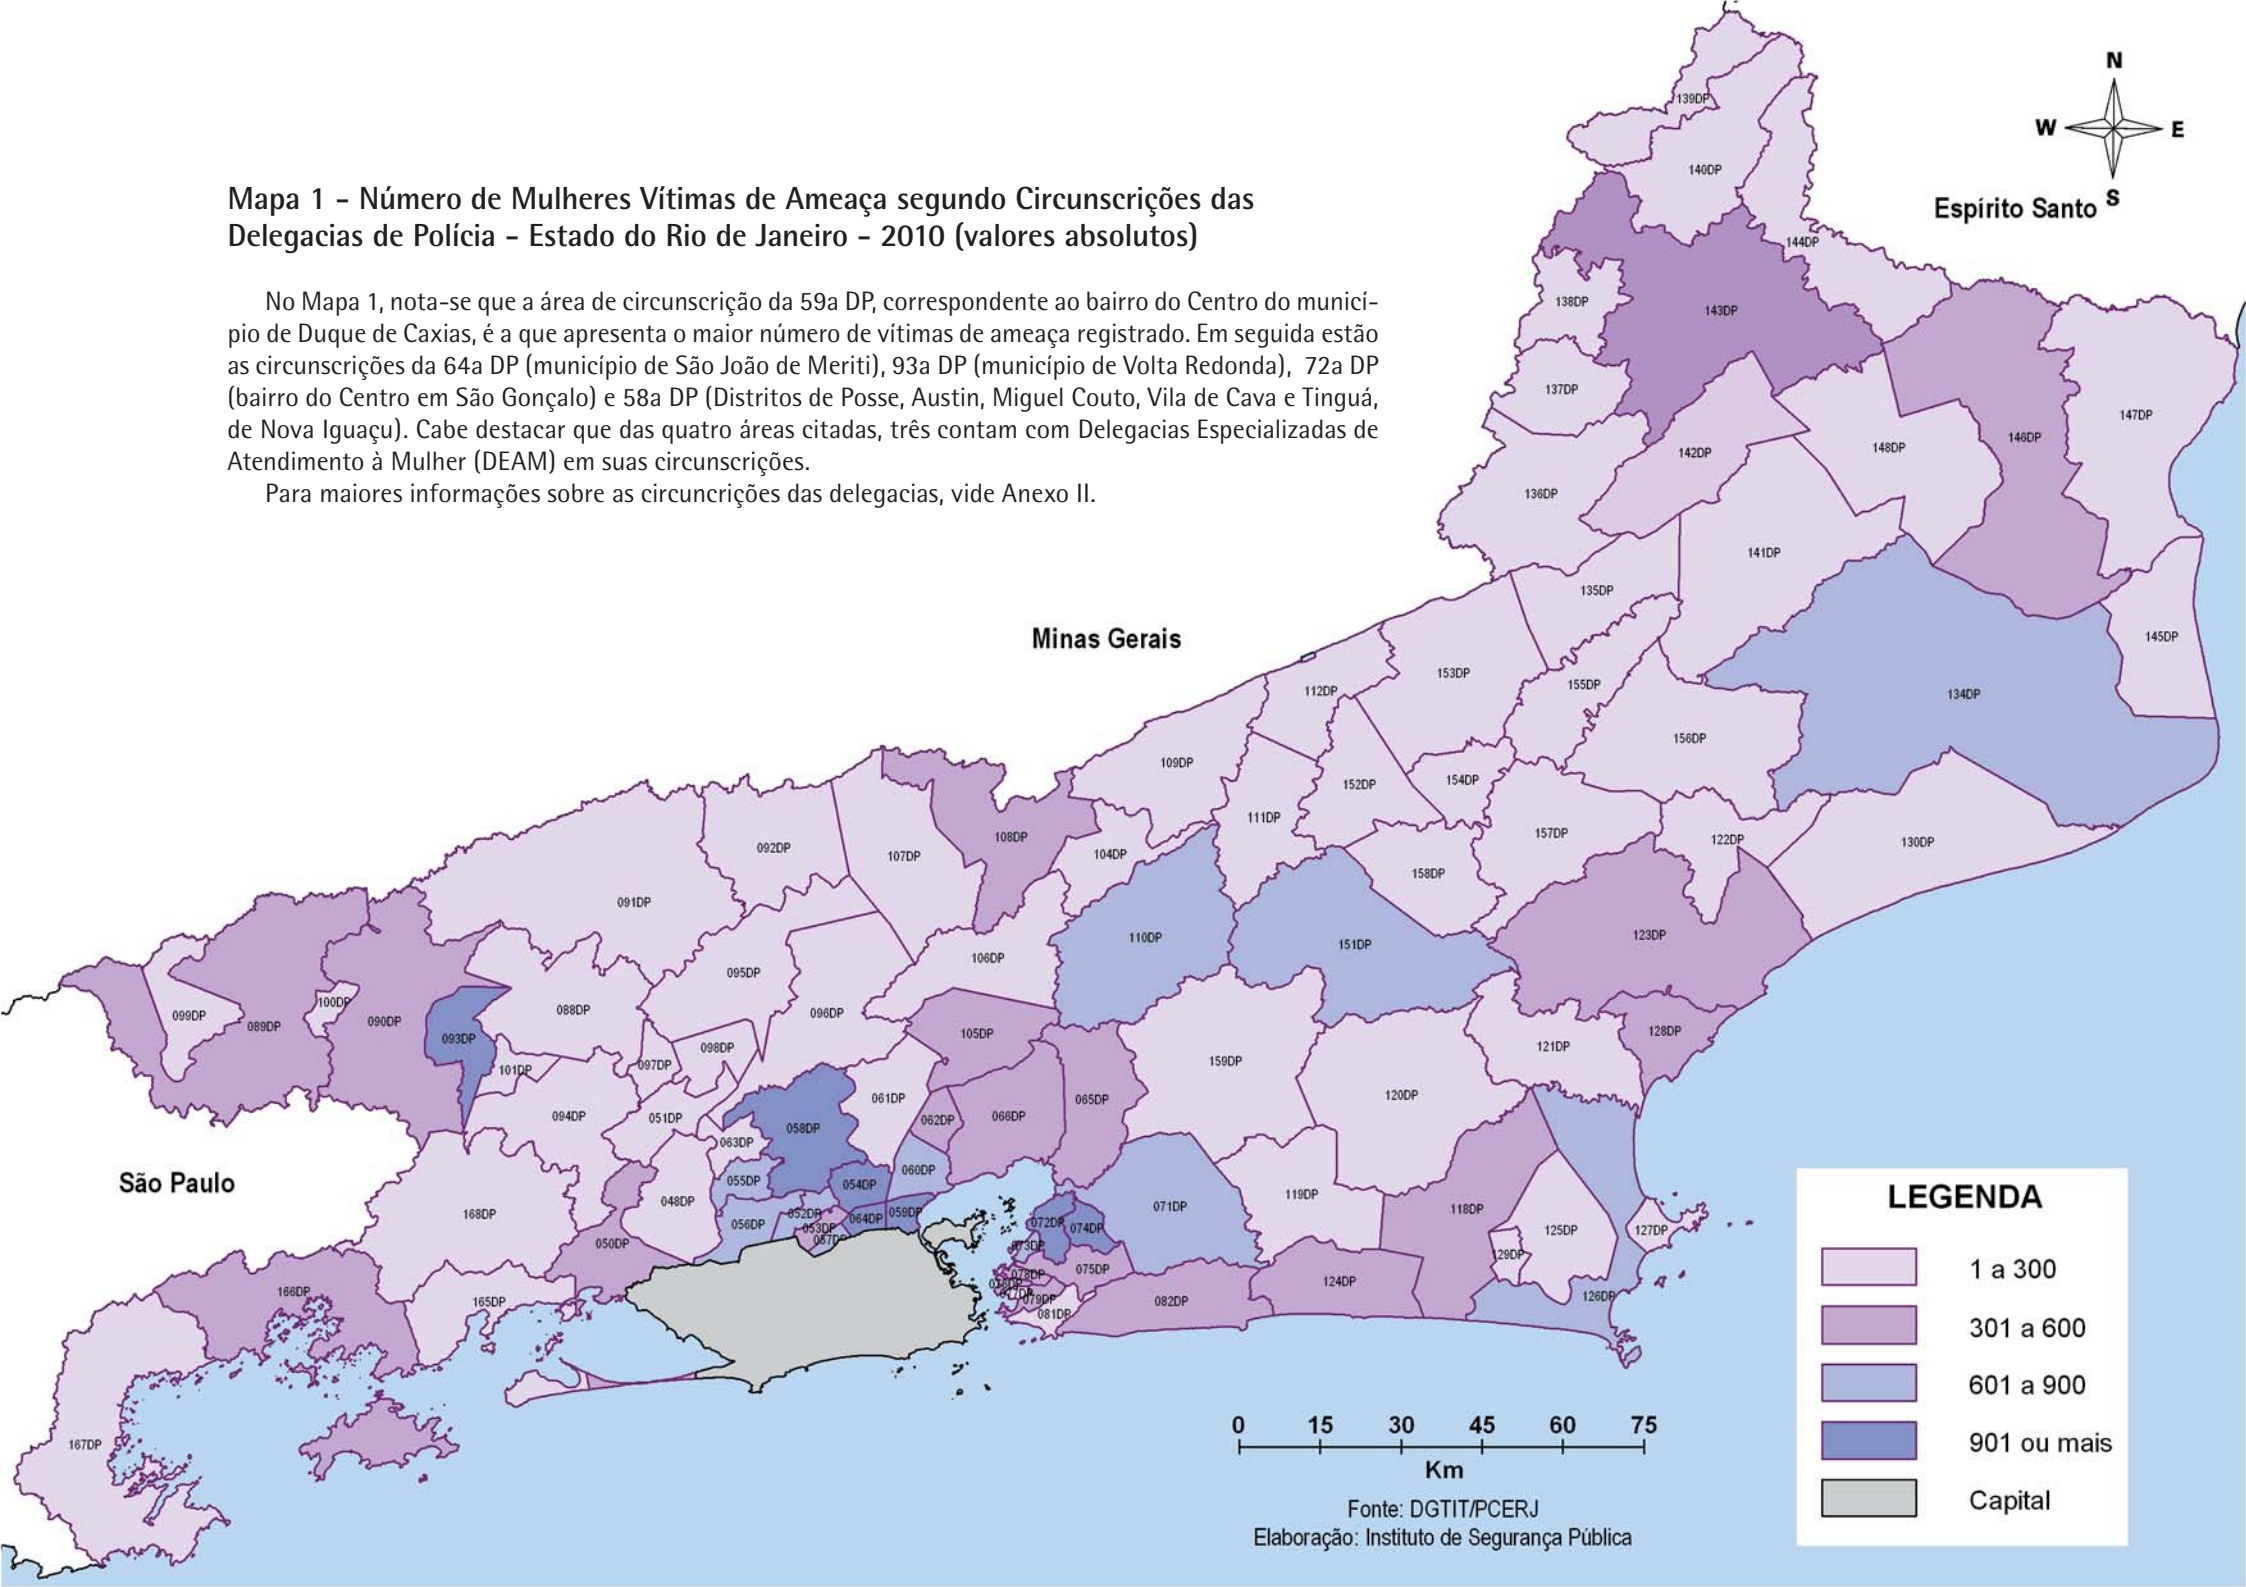 N
W
E
S
Espírito Santo
Mapa 1 - Número de Mulheres Vítimas de Ameaça segundo Circunscrições das
Delegacias de Polícia - Estado do Rio de Janeiro - 2010 (valores absolutos)
No Mapa 1, nota-se que a área de circunscrição da 59a DP, correspondente ao bairro do Centro do municí-
pio de Duque de Caxias, é a que apresenta o maior número de vítimas de ameaça registrado. Em seguida estão
as circunscrições da 64a DP (município de São João de Meriti), 93a DP (município de Volta Redonda), 72a DP
(bairro do Centro em São Gonçalo) e 58a DP (Distritos de Posse, Austin, Miguel Couto, Vila de Cava e Tinguá,
de Nova Iguaçu). Cabe destacar que das quatro áreas citadas, três contam com Delegacias Especializadas de
Atendimento à Mulher (DEAM) em suas circunscrições.
Para maiores informações sobre as circuncrições das delegacias, vide Anexo II.
139DP
140DP
144DP
138DP
143DP
137DP
147DP
146DP
148DP
142DP
136DP
141DP
135DP
145DP
Minas Gerais
153DP
155DP
112DP
134DP
156DP
109DP
154DP
152DP
111DP
157DP
122DP
130DP
108DP
092DP
107DP
104DP
158DP
091DP
110DP
151DP
123DP
106DP
095DP
100DP
099DP
089DP
090DP
088DP
096DP
093DP
105DP
128DP
098DP
121DP
097DP
101DP
159DP
061DP
065DP
120DP
094DP
051DP
062DP
066DP
058DP
063DP
060DP
São Paulo
055DP
054DP
048DP
119DP
071DP
118DP
168DP
052DP
064DP
059DP
056DP
053DP
057DP
072DP
074DP
125DP
127DP
050DP
073DP
129DP
078DP
075DP
124DP
166DP
077DP
079DP
126DP
165DP
082DP
081DP
167DP
LEGENDA
1 a 300
301 a 600
601 a 900
901 ou mais
Capital
0 15 30 45 60 75
Km
Fonte: DGTIT/PCERJ
Elaboração: Instituto de Segurança Pública